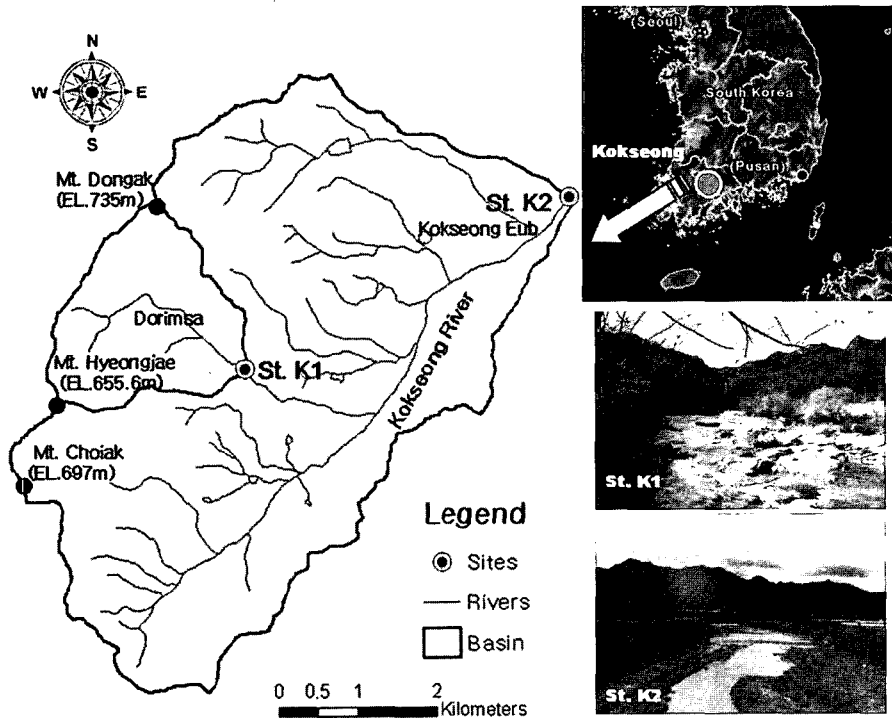 N
W E
S
Mt. Dongak
(EL.735m)
St. K2
Kokseong Eub
Dorimsa
St. K1
Mt. Hyeongjae
(EL.655.6m)
Kokseong River
Mt. Choiak
(EL.697m)
Legend
Sites
Rivers
Basin
0 0.5 1 2
Kilometers
(Seoul)
South Korea
Kokseong
(Pusan)
St. K1
St. K2